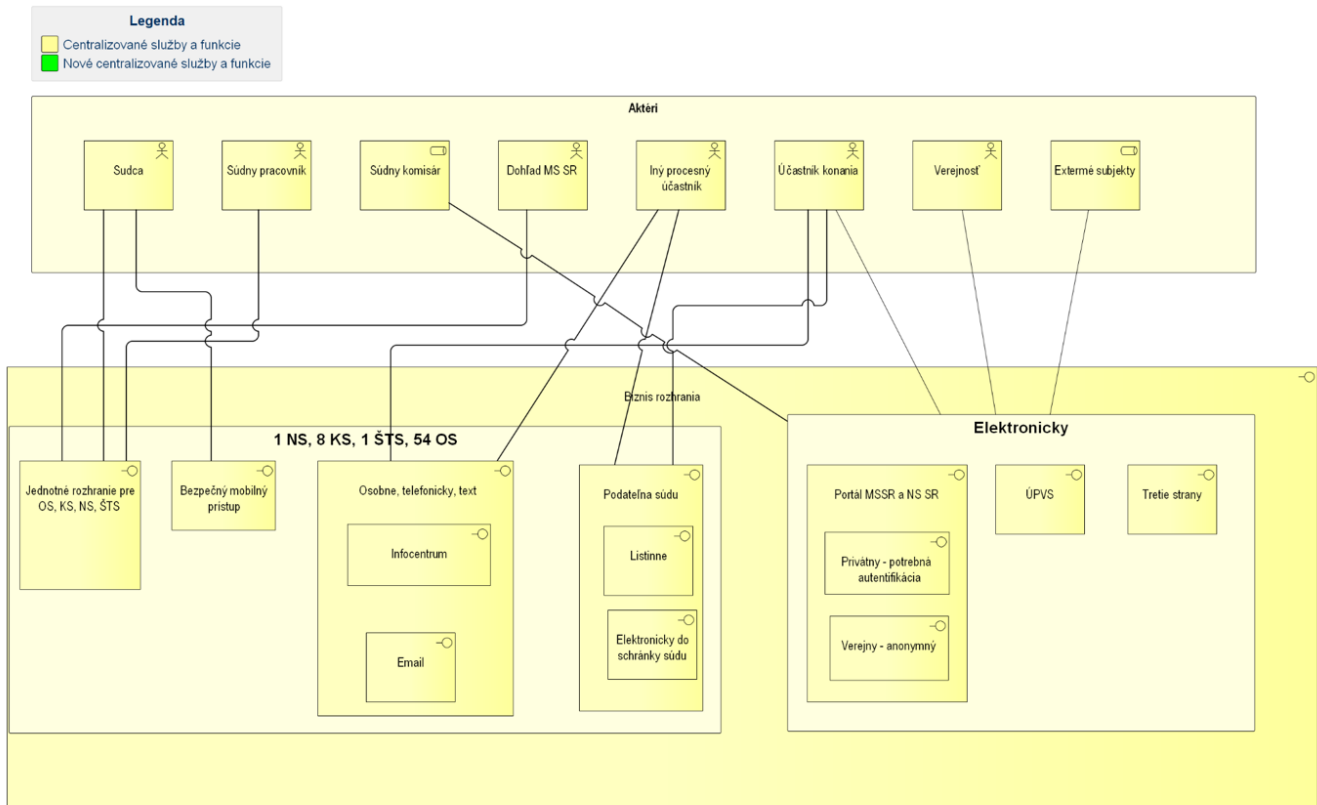 Legenda
Centralizované služby a funkcie
Nové centralizované služby a funkcie
Aktéri
Sudca
Súdny pracovník
Súdny komisár
Dohľad MS SR
Iný procesný
účastník
Účastník konania
Verejnosť
Externé subjekty
Biznis rozhrania
1 NS, 8 KS, 1 ŠTS, 54 OS
Elektronicky
Jednotné rozhranie pre
OS, KS, NS, ŠTS
Bezpečný mobilný
prístup
Osobne, telefonicky, text
Infocentrum
Email
Podateľna súdu
Listinne
Elektronicky do
schránky súdu
Portál MSSR a NS SR
Privátny - potrebná
autentifikácia
Verejny - anonymný
ÚPVS
Tretie strany